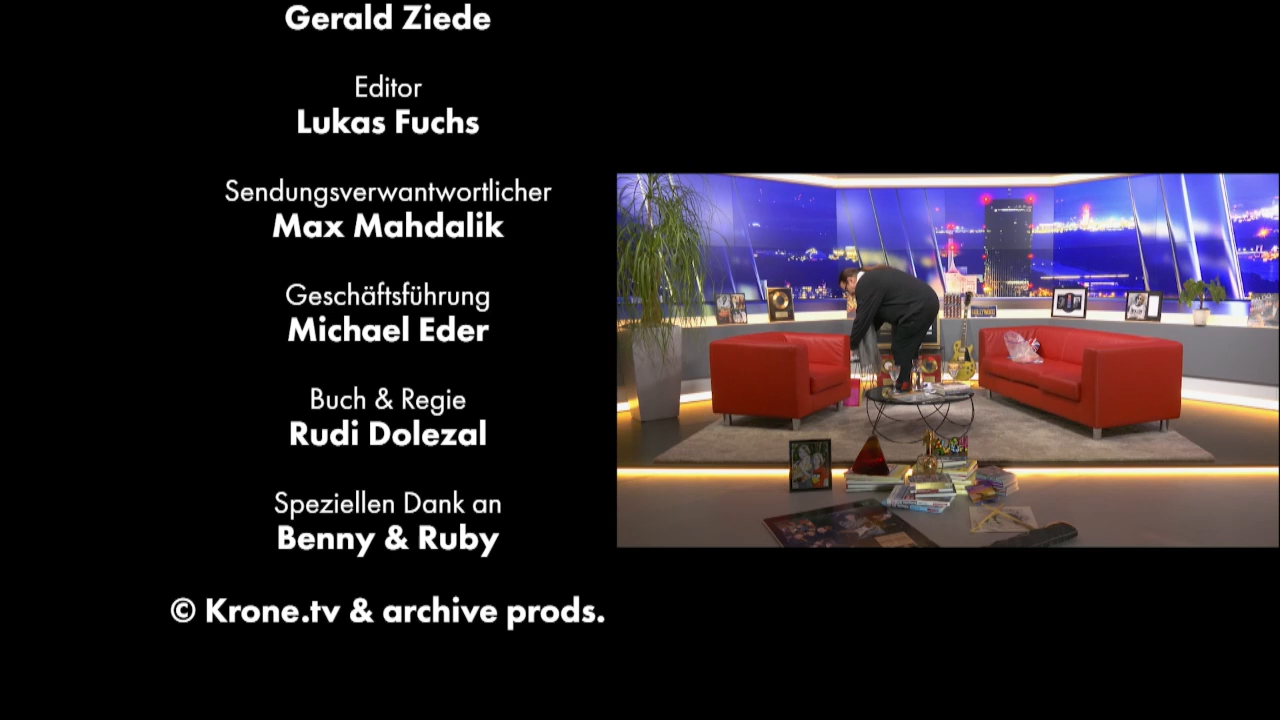 Gerald Ziede
Editor
Lukas Fuchs
Sendungsverwantwortlicher
Max Mahdalik
Geschäftsführung
Michael Eder
Buch & Regie
Rudi Dolezal
Speziellen Dank an
Benny & Ruby
© Krone.tv & archive prods.